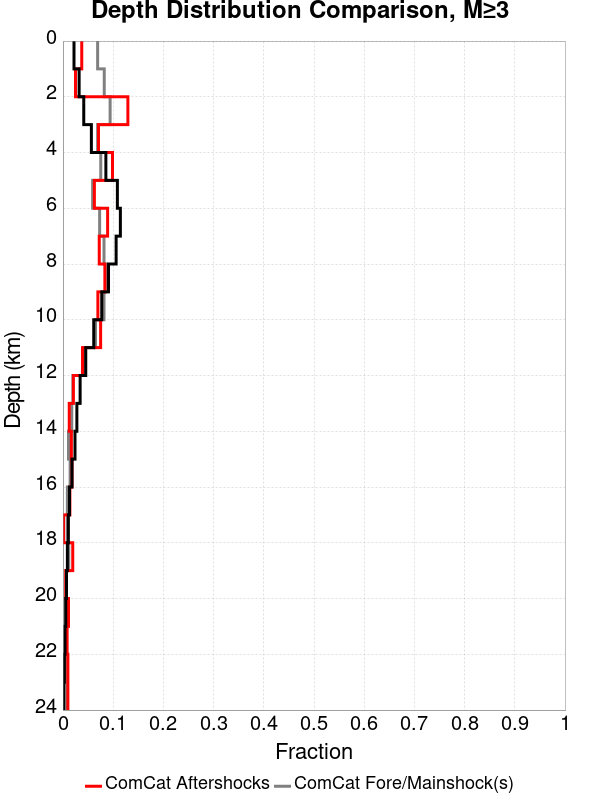 Depth Distribution Comparison, M≥3
0
2
4
6
8
10
12
14
16
18
20
22
24
Depth (km)
0 0.1 0.2 0.3 0.4 0.5 0.6 0.7 0.8 0.9 1
Fraction
ComCat Aftershocks ComCat Fore/Mainshock(s)